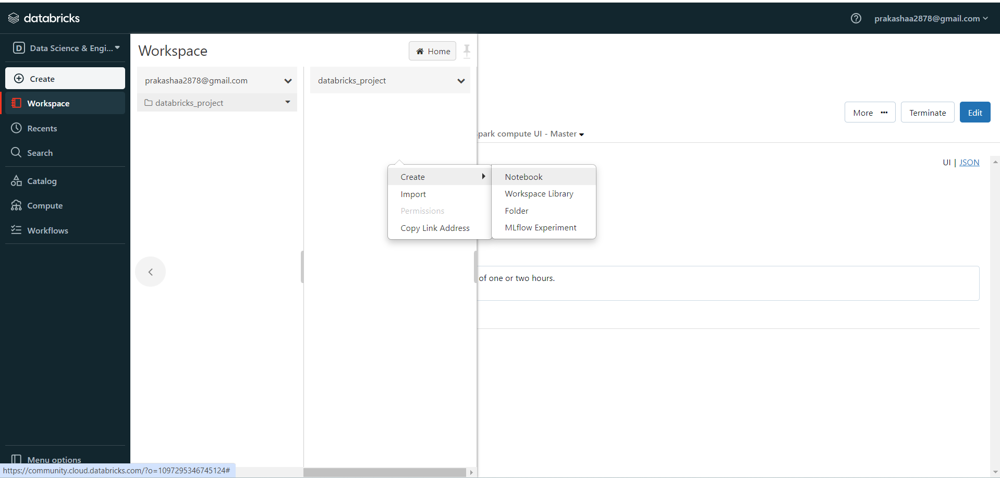 databricks
prakashaa2878@gmail.com
D Data Science & Engi...
Create
Workspace
Recents
Search
Catalog
Compute
Workflows
Menu options
Workspace
Home
prakashaa2878@gmail.com
databricks_project
databricks_project
Create
Import
Permissions
Copy Link Address
Notebook
Workspace Library
Folder
MLflow Experiment
More ···
Terminate
Edit
park compute UI - Master
UI | JSON
of one or two hours.
https://community.cloud.databricks.com/?o=1097295346745124#